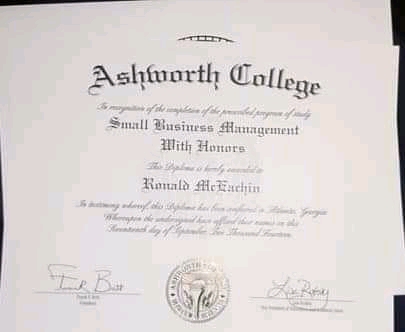 Ashworth College
In recognition of the completion of the prescribed program of study
Small Business Management
With Honors
This Diploma is hereby awarded to
Ronald McEachin
In testimony whereof, this Diploma has been conferred in Atlanta, Georgia
Whereupon the undersigned have affixed their names on this
Seventeenth day of September, Two Thousand Fourteen
President
ASHWORTH